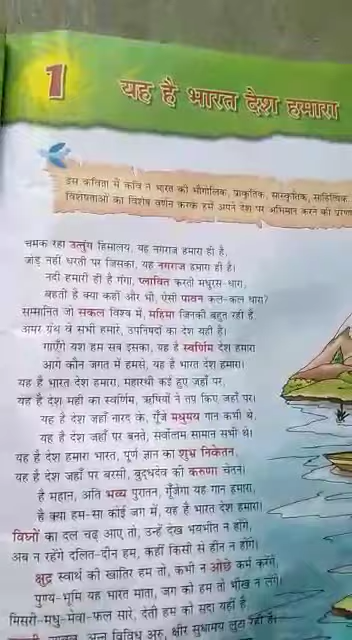 1
यह है भारत देश हमारा
इस कविता में कवि ने भारत की भौगोलिक, प्राकृतिक, सांस्कृतिक, साहित्यिक
विशेषताओं का विशेष वर्णन करके हमें अपने देश पर अभिमान करने की
चमक रहा उत्तुंग हिमालय, यह नगराज हमारा ही है।
जोड़ नहीं धरती पर जिसका, यह नगराज हमारा ही है।
नदी हमारी ही है गंगा, प्लावित करती मधुरस-धारा,
बहती है क्या कहीं और भी, ऐसी पावन कल-कल धारा?
सम्मानित जो सकल विश्व में, महिमा जिनकी बहुत रही है,
अमर ग्रंथ वे सभी हमारे, उपनिषदों का देश यही है।
गाएँगे यश हम सब इसका, यह है स्वर्णिम देश हमारा
आगे कौन जगत में हमसे, यह है भारत देश हमारा।
यह है भारत देश हमारा, महारथी कई हुए जहाँ पर,
यह है देश मही का स्वर्णिम, ऋषियों ने तप किए जहाँ पर।
यह है देश जहाँ नारद के, गूँजे मधुमय गान कभी थे,
यह है देश जहाँ पर बनते, सर्वोत्तम सामान सभी थे।
यह है देश हमारा भारत, पूर्ण ज्ञान का शुभ्र निकेतन,
यह है देश जहाँ पर बरसी, बुद्धदेव की करुणा चेतन।
है महान, अति भव्य पुरातन, गूँजेगा यह गान हमारा,
है क्या हम-सा कोई जग में, यह है भारत देश हमारा।
विघ्नों का दल चढ़ आए तो, उन्हें देख भयभीत न होंगे,
अब न रहेंगे दलित-दीन हम, कहीं किसी से हीन न होंगे।
क्षुद्र स्वार्थ की खातिर हम तो, कभी न ओछे कर्म करेंगे,
पुण्य-भूमि यह भारत माता, जग की हम तो भीख न लेंगे।
मिसरी-मधु-मेवा-फल सारे, देती हम को सदा यही है,
अन्न विविध अरु, क्षीर सुधामय लुटा रही है।